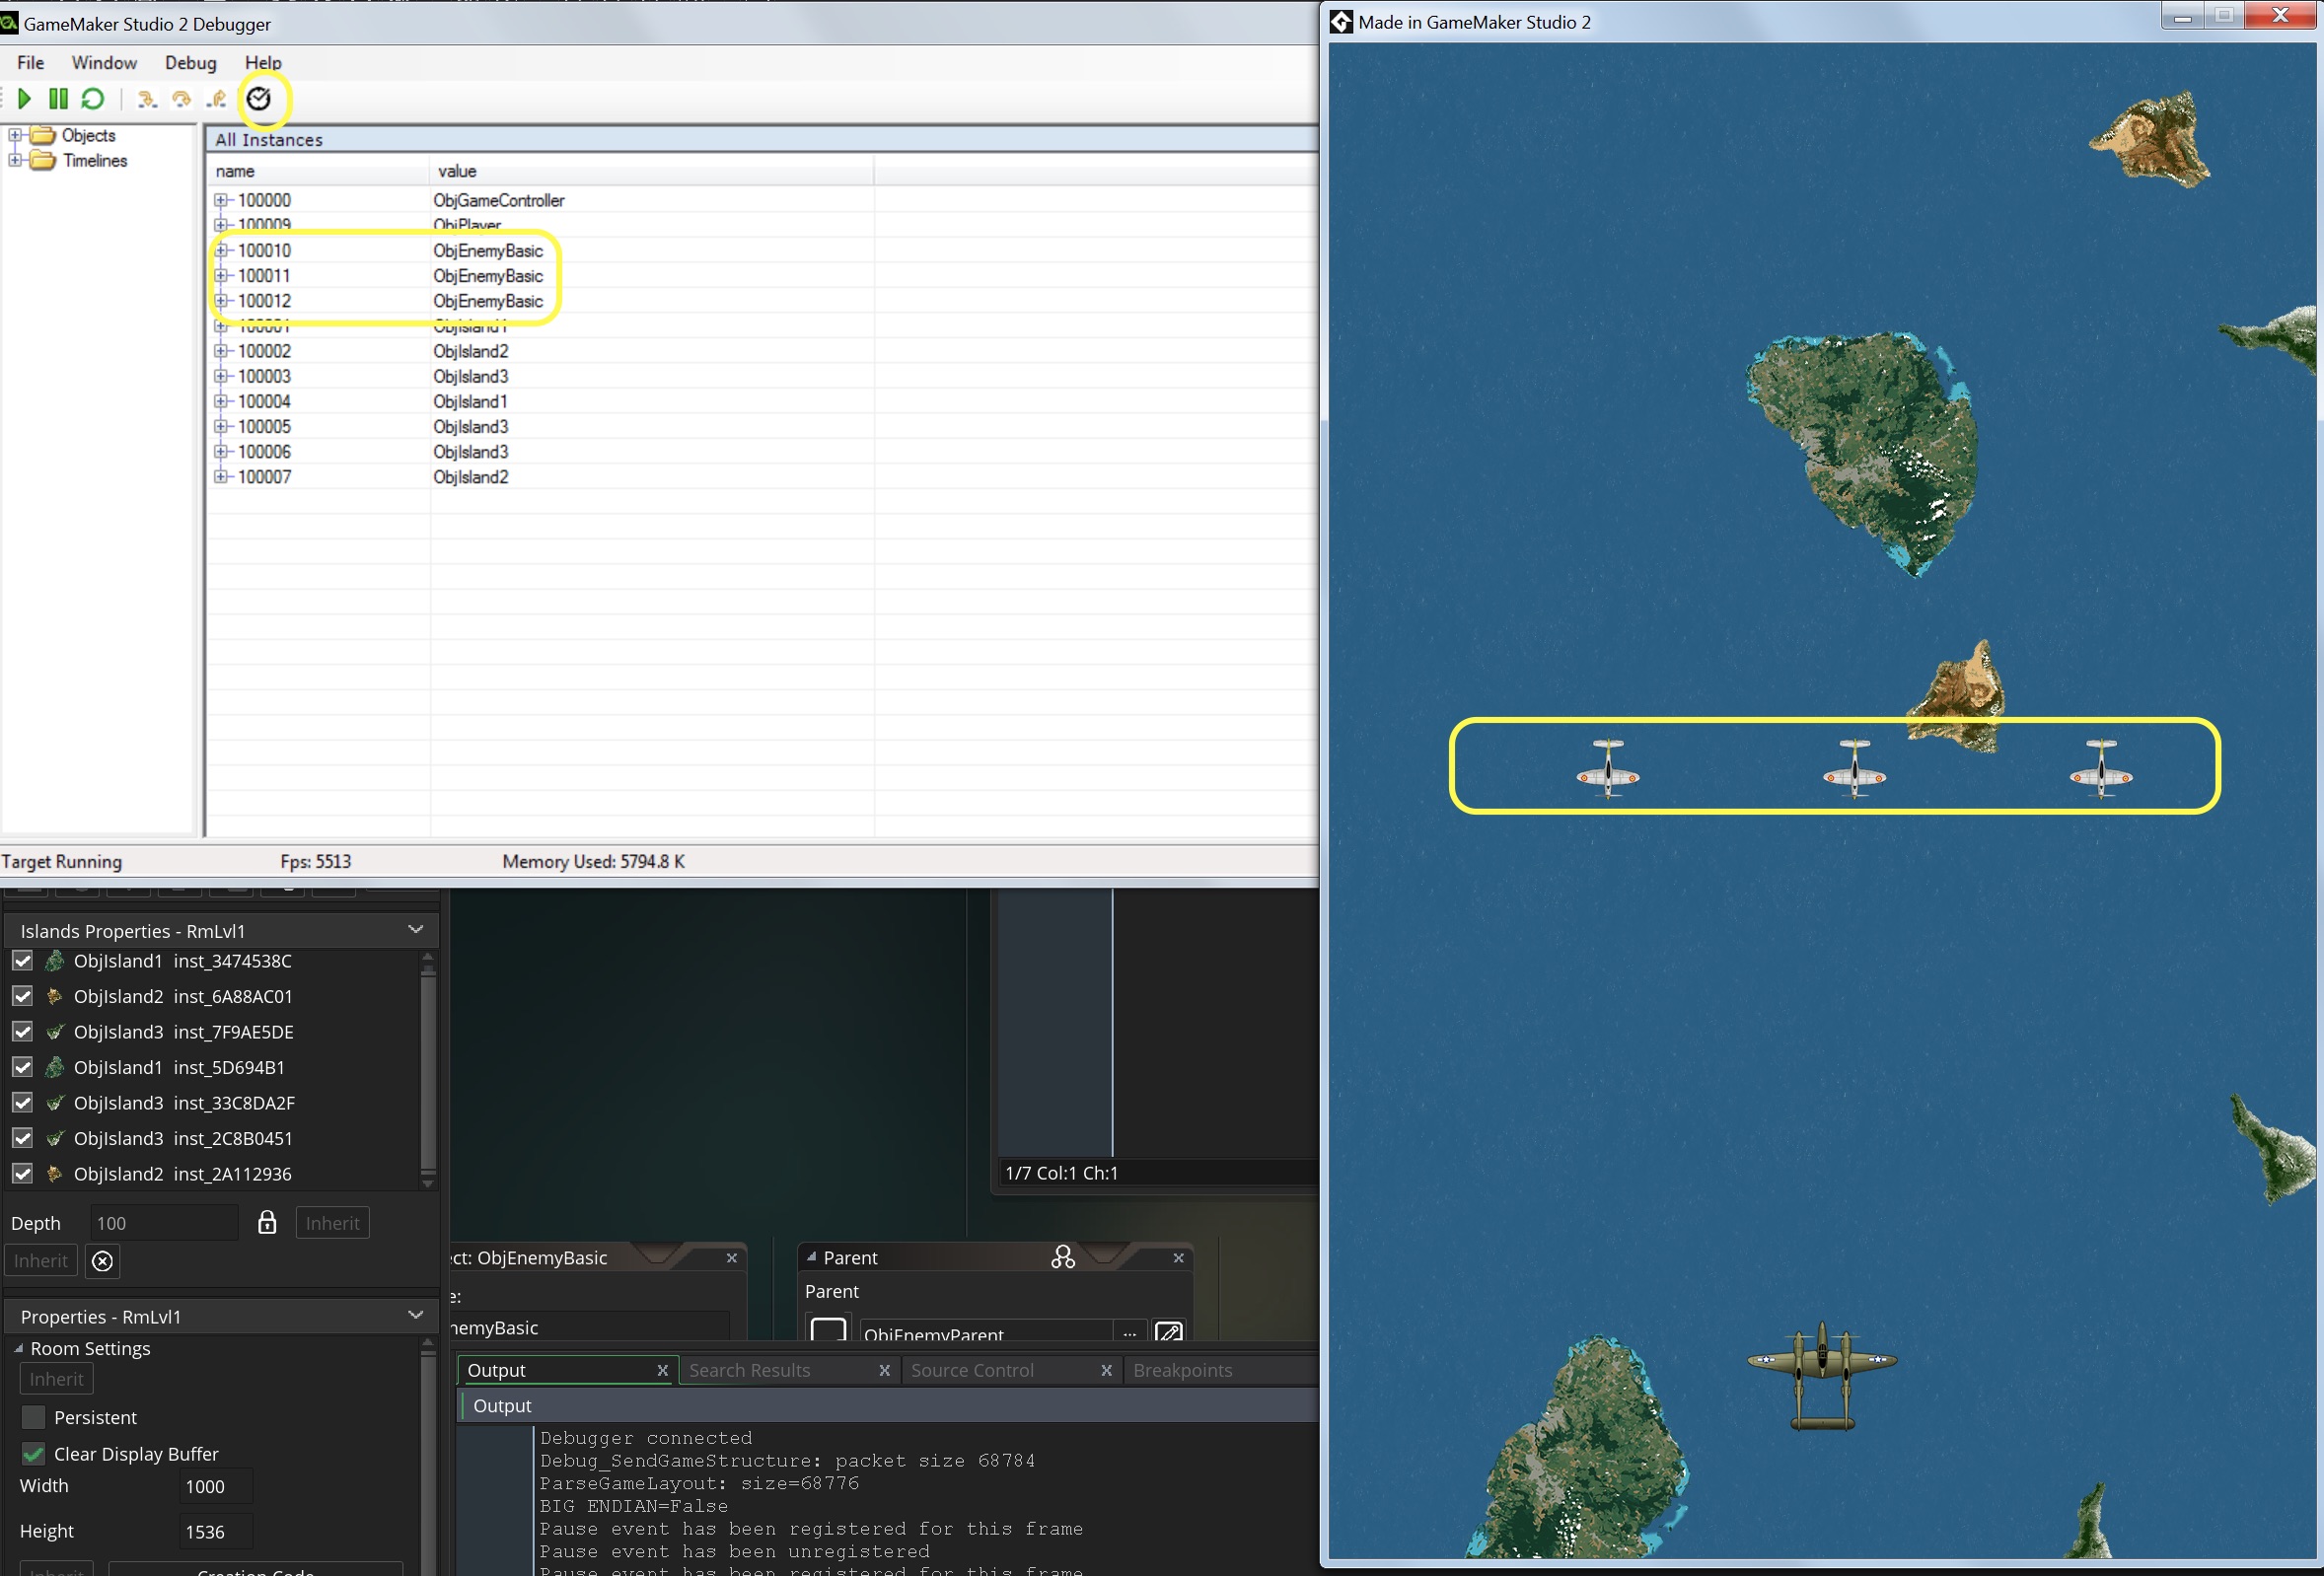 GameMaker Studio 2 Debugger
File Window Debug Help
Objects
Timelines
All Instances
name value
100000 ObjGameController
100009 ObjPlayer
100010 ObjEnemyBasic
100011 ObjEnemyBasic
100012 ObjEnemyBasic
100001 ObjIsland1
100002 ObjIsland2
100003 ObjIsland3
100004 ObjIsland1
100005 ObjIsland3
100006 ObjIsland3
100007 ObjIsland2
Target Running Fps: 5513 Memory Used: 5794.8 K
Made in GameMaker Studio 2
Islands Properties - RmLvl1
ObjIsland1 inst_3474538C
ObjIsland2 inst_6A88AC01
ObjIsland3 inst_7F9AE5DE
ObjIsland1 inst_5D694B1
ObjIsland3 inst_33C8DA2F
ObjIsland3 inst_2C8B0451
ObjIsland2 inst_2A112936
Depth 100 Inherit
Inherit
Properties - RmLvl1
Room Settings
Inherit
Persistent
Clear Display Buffer
Width 1000
Height 1536
Inherit Creation Code
1/7 Col:1 Ch:1
ect: ObjEnemyBasic
e:
nemyBasic
Parent
Parent
ObjEnemyParent ...
Output Search Results Source Control Breakpoints
Output
Debugger connected
Debug_SendGameStructure: packet size 68784
ParseGameLayout: size=68776
BIG ENDIAN=False
Pause event has been registered for this frame
Pause event has been unregistered
Pause event has been registered for this frame